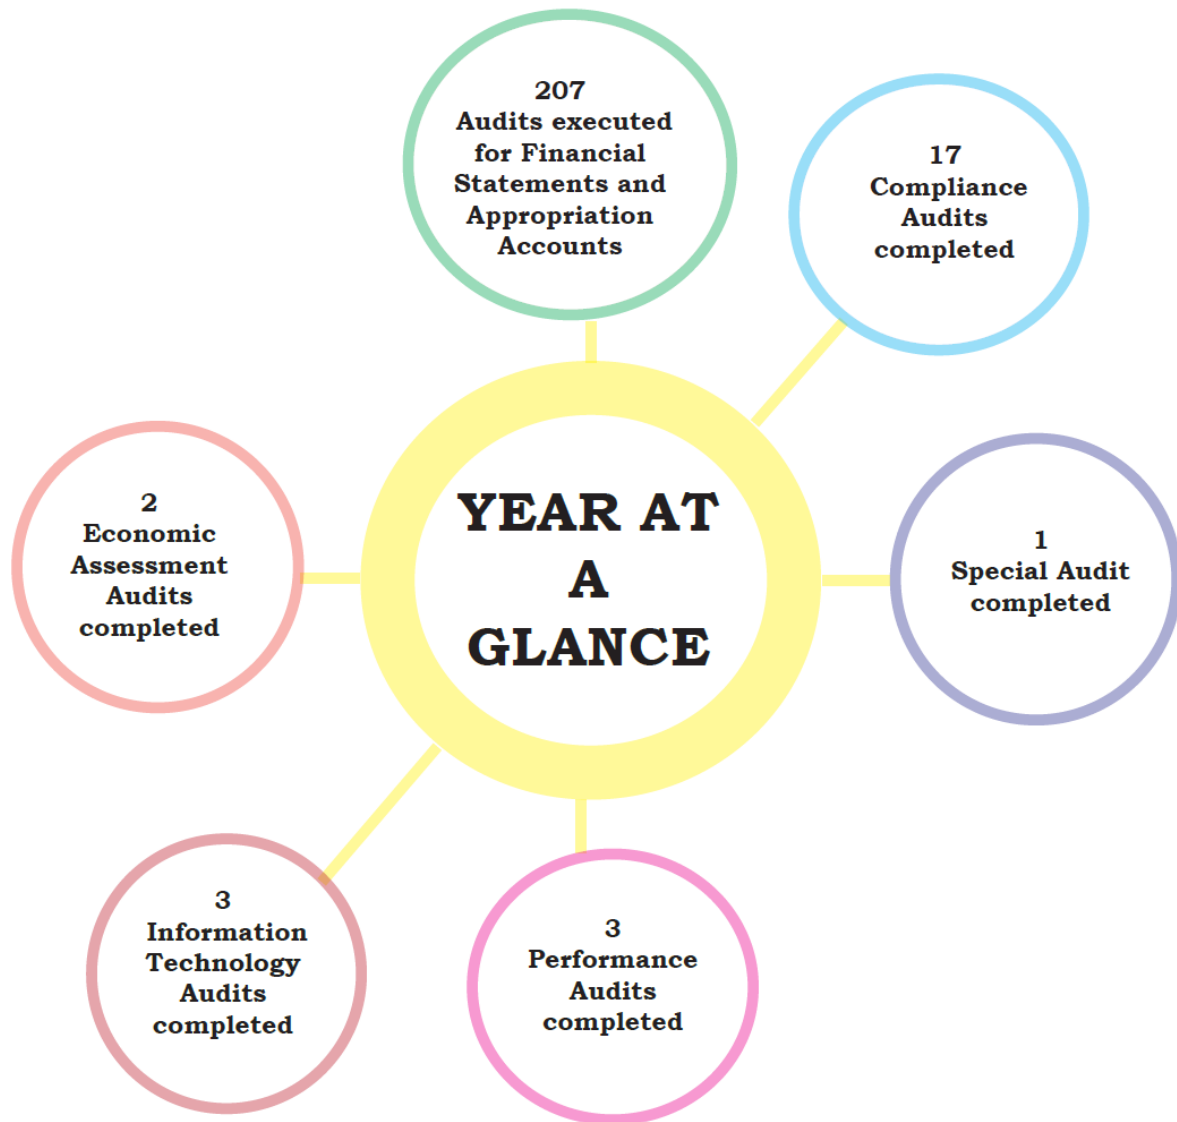 207
Audits executed
for Financial
Statements and
Appropriation
Accounts
17
Compliance
Audits
completed
2
Economic
Assessment
Audits
completed
YEAR AT
A
GLANCE
1
Special Audit
completed
3
Information
Technology
Audits
completed
3
Performance
Audits
completed